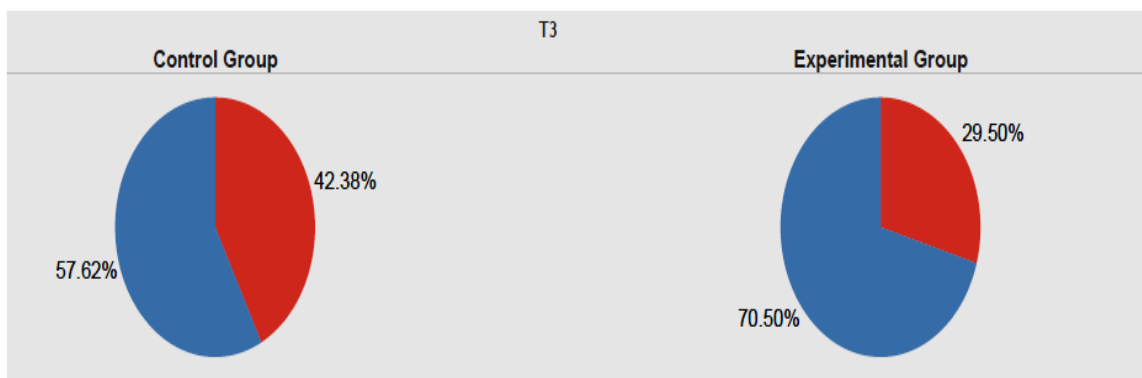 T3
Control Group
Experimental Group
42.38%
57.62%
29.50%
70.50%